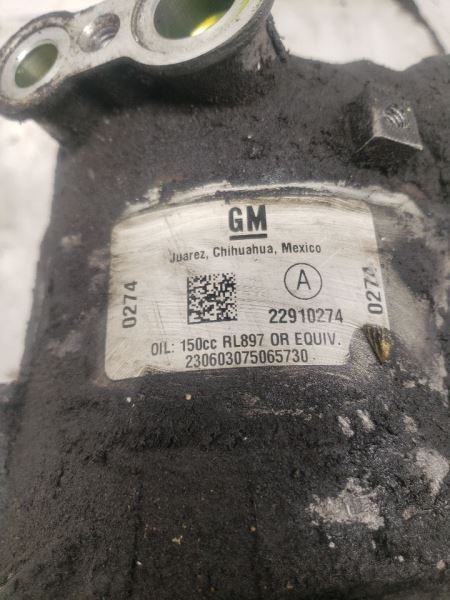 GM
Juarez, Chihuahua, Mexico
0274
A
0274
22910274
OIL: 150cc RL897 OR EQUIV.
230603075065730